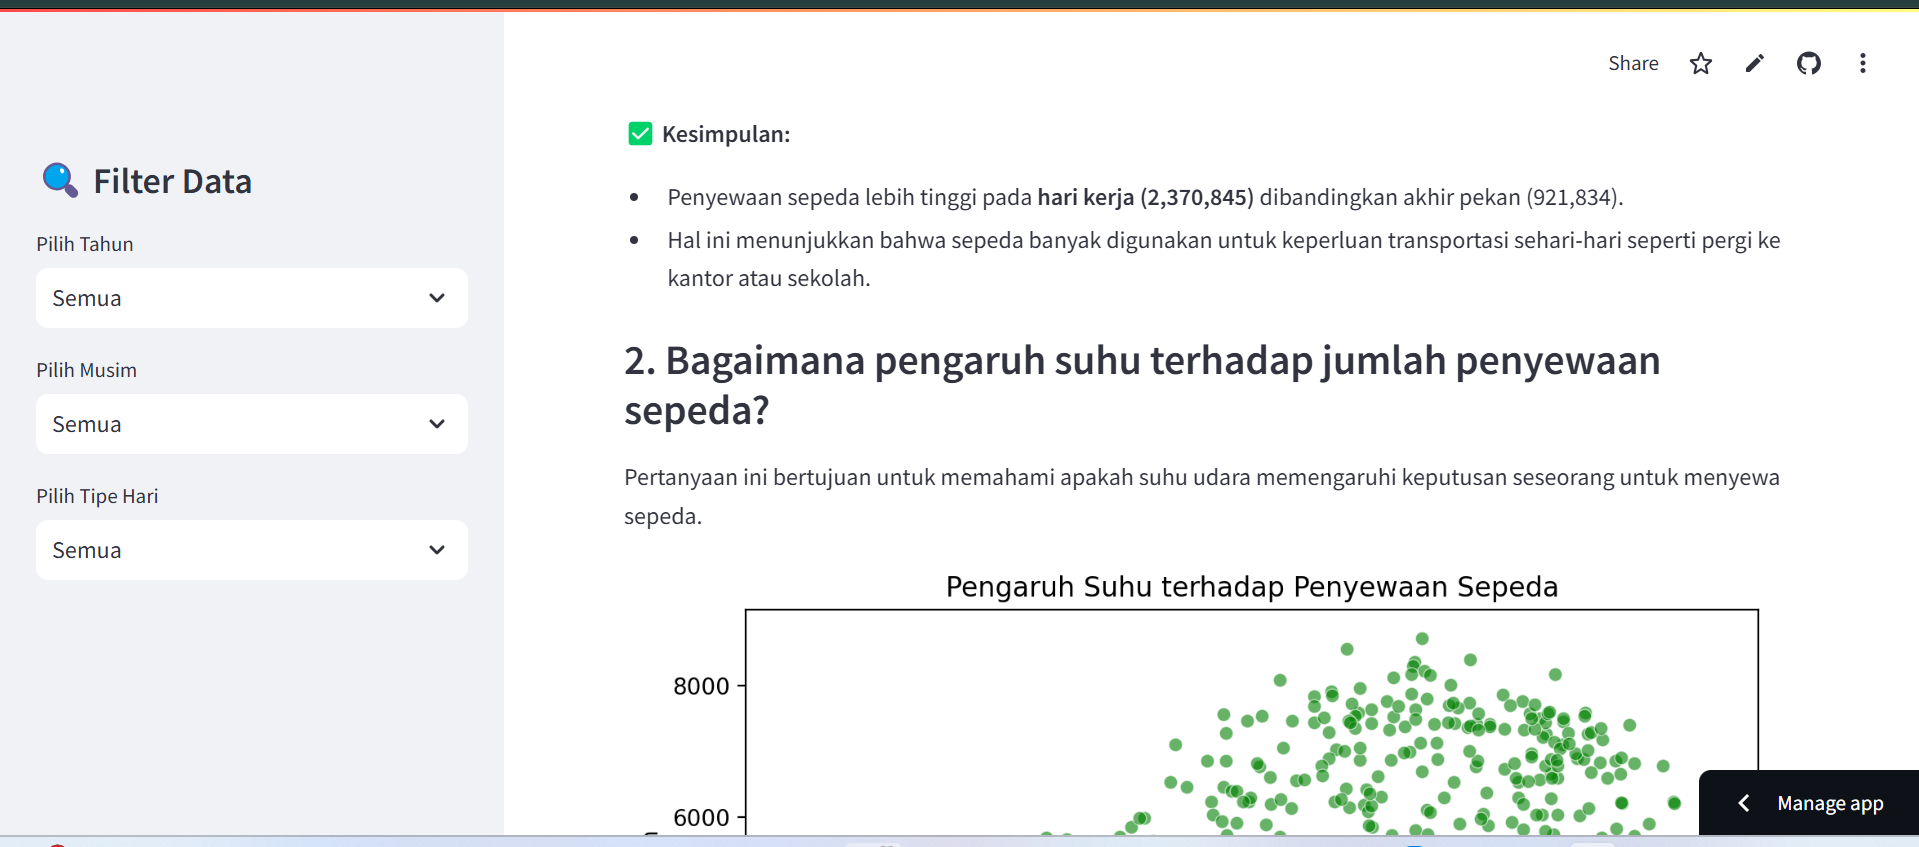 Share
Filter Data
Pilih Tahun
Semua
Pilih Musim
Semua
Pilih Tipe Hari
Semua
Kesimpulan:
Penyewaan sepeda lebih tinggi pada hari kerja (2,370,845) dibandingkan akhir pekan (921,834).
Hal ini menunjukkan bahwa sepeda banyak digunakan untuk keperluan transportasi sehari-hari seperti pergi ke
kantor atau sekolah.
2. Bagaimana pengaruh suhu terhadap jumlah penyewaan
sepeda?
Pertanyaan ini bertujuan untuk memahami apakah suhu udara memengaruhi keputusan seseorang untuk menyewa
sepeda.
Pengaruh Suhu terhadap Penyewaan Sepeda
8000
6000
Manage app